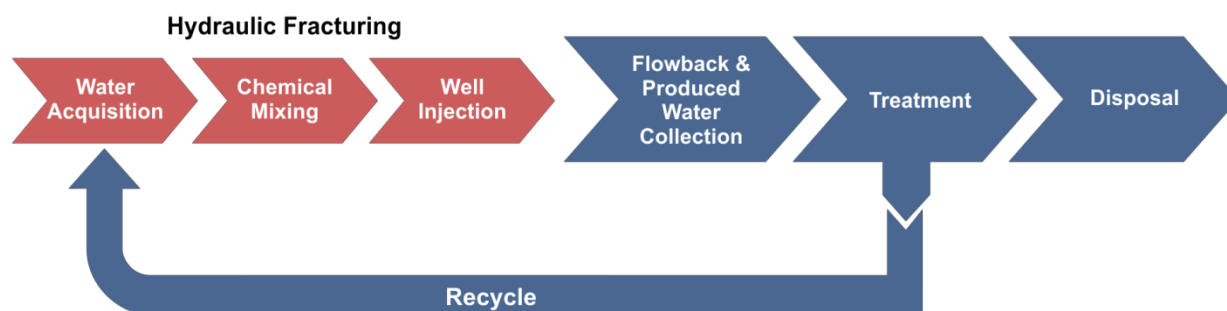 Hydraulic Fracturing
Water
Acquisition
Chemical
Mixing
Well
Injection
Flowback &
Produced
Water
Collection
Treatment
Disposal
Recycle